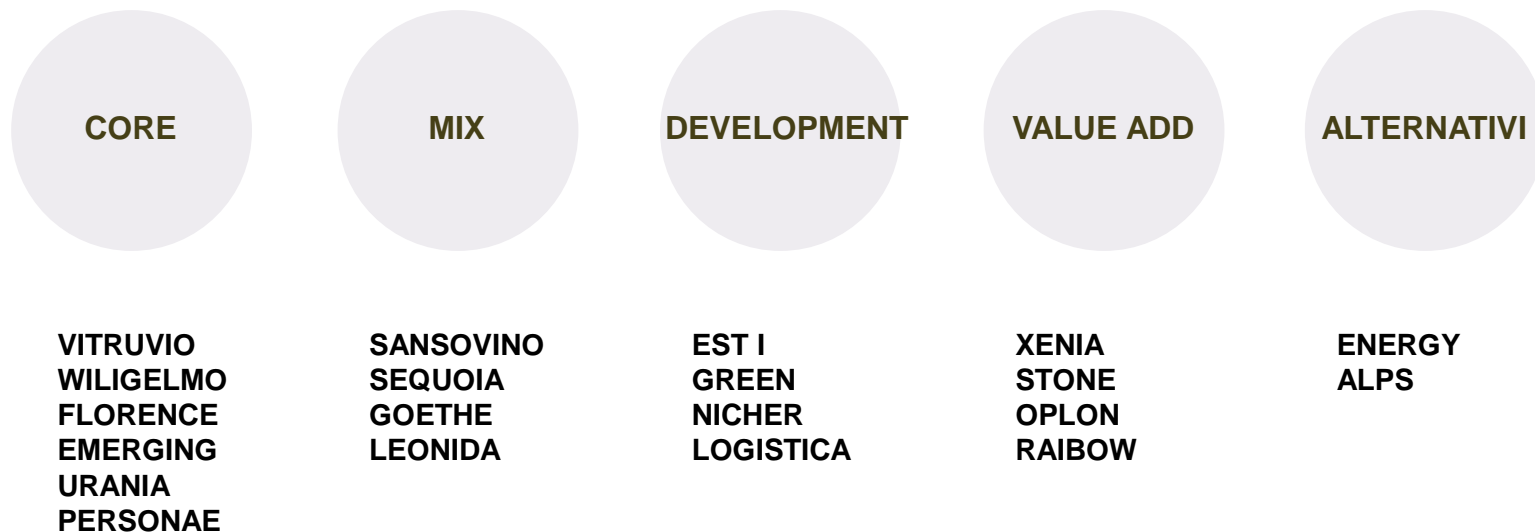 CORE
MIX
DEVELOPMENT
VALUE ADD
ALTERNATIVI
VITRUVIO
WILIGELMO
FLORENCE
EMERGING
URANIA
PERSONAE
SANSOVINO
SEQUOIA
GOETHE
LEONIDA
EST I
GREEN
NICHER
LOGISTICA
XENIA
STONE
OPLON
RAIBOW
ENERGY
ALPS